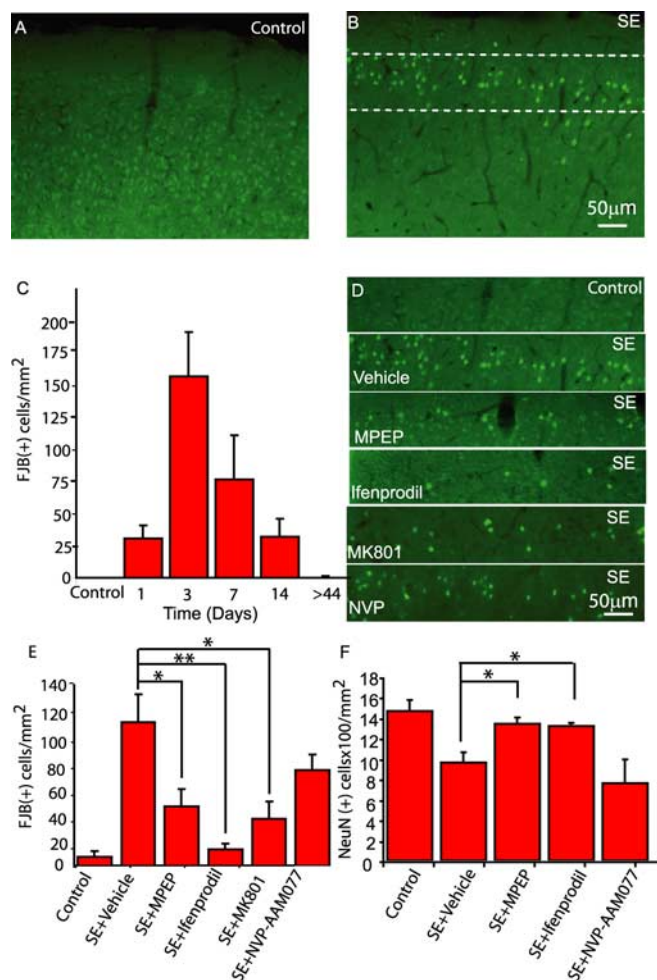 A
Control
B
SE
50µm
C
FJB(+) cells/mm²
200
175
150
125
100
75
50
25
0
Control 1 3 7 14 >44
Time (Days)
D
Control
SE
Vehicle
SE
MPEP
SE
Ifenprodil
SE
MK801
SE
NVP
50µm
E
FJB(+) cells/mm²
140
120
100
80
60
40
20
0
*
**
*
Control
SE+Vehicle
SE+MPEP
SE+Ifenprodil
SE+MK801
SE+NVP-AAM077
F
NeuN (+) cellsx100/mm²
18
16
14
12
10
8
6
4
2
0
*
*
Control
SE+Vehicle
SE+MPEP
SE+Ifenprodil
SE+NVP-AAM077